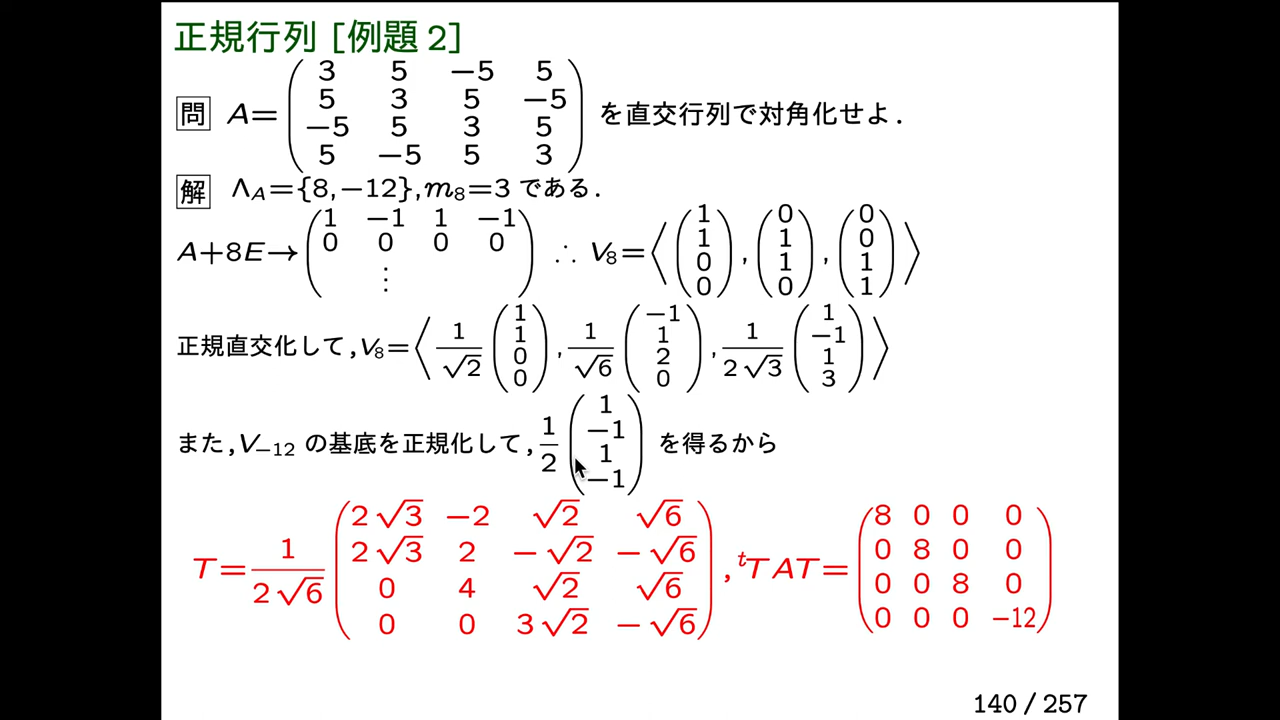 正規行列 [例題 2]
問 A= ( 3 5 −5 5 ) を直交行列で対角化せよ.
( 5 3 5 −5 )
( −5 5 3 5 )
( 5 −5 5 3 )
解 Λ_A={8,−12}, m_8=3 である.
A+8E→ ( 1 −1 1 −1 ; 0 0 0 0 ; ⋮ ) ∴ V_8=⟨ (1 1 0 0), (0 1 1 0), (0 0 1 1) ⟩
正規直交化して, V_8=⟨ 1/√2 (1 1 0 0), 1/√6 (−1 1 2 0), 1/2√3 (1 −1 1 3) ⟩
また, V_−12 の基底を正規化して, 1/2 (1 −1 1 −1) を得るから
T= 1/2√6 ( 2√3 −2 √2 √6 ; 2√3 2 −√2 −√6 ; 0 4 √2 √6 ; 0 0 3√2 −√6 ), ^tTAT= ( 8 0 0 0 ; 0 8 0 0 ; 0 0 8 0 ; 0 0 0 −12 )
140 / 257